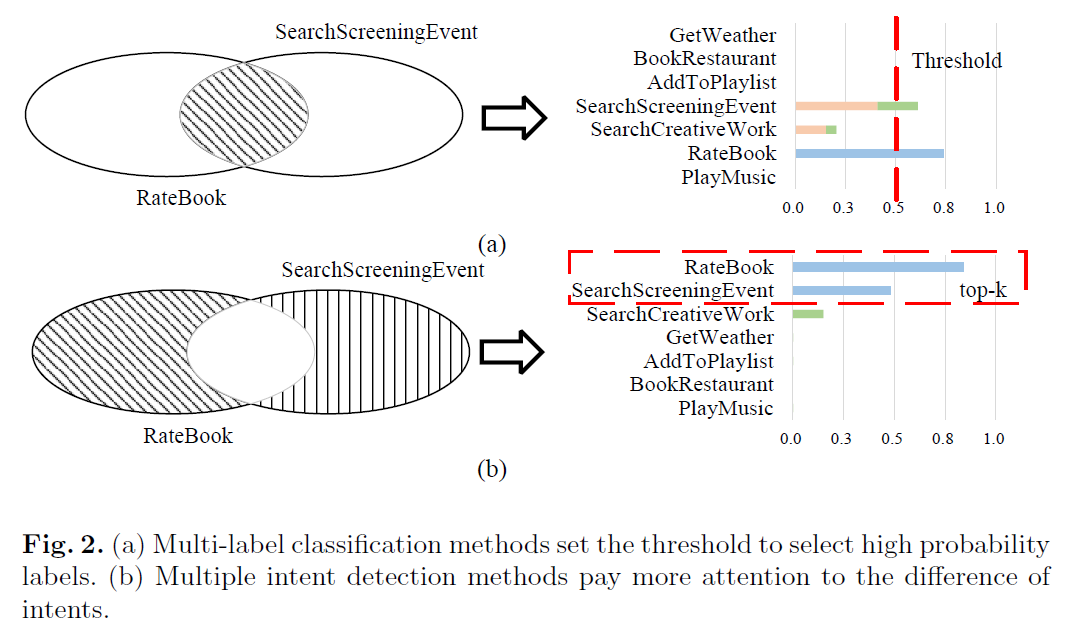 SearchScreeningEvent
RateBook
GetWeather
BookRestaurant
AddToPlaylist
SearchScreeningEvent
SearchCreativeWork
RateBook
PlayMusic
Threshold
0.0 0.3 0.5 0.8 1.0
(a)
SearchScreeningEvent
RateBook
RateBook
SearchScreeningEvent
SearchCreativeWork
GetWeather
AddToPlaylist
BookRestaurant
PlayMusic
top-k
0.0 0.3 0.5 0.8 1.0
(b)
Fig. 2. (a) Multi-label classification methods set the threshold to select high probability
labels. (b) Multiple intent detection methods pay more attention to the difference of
intents.